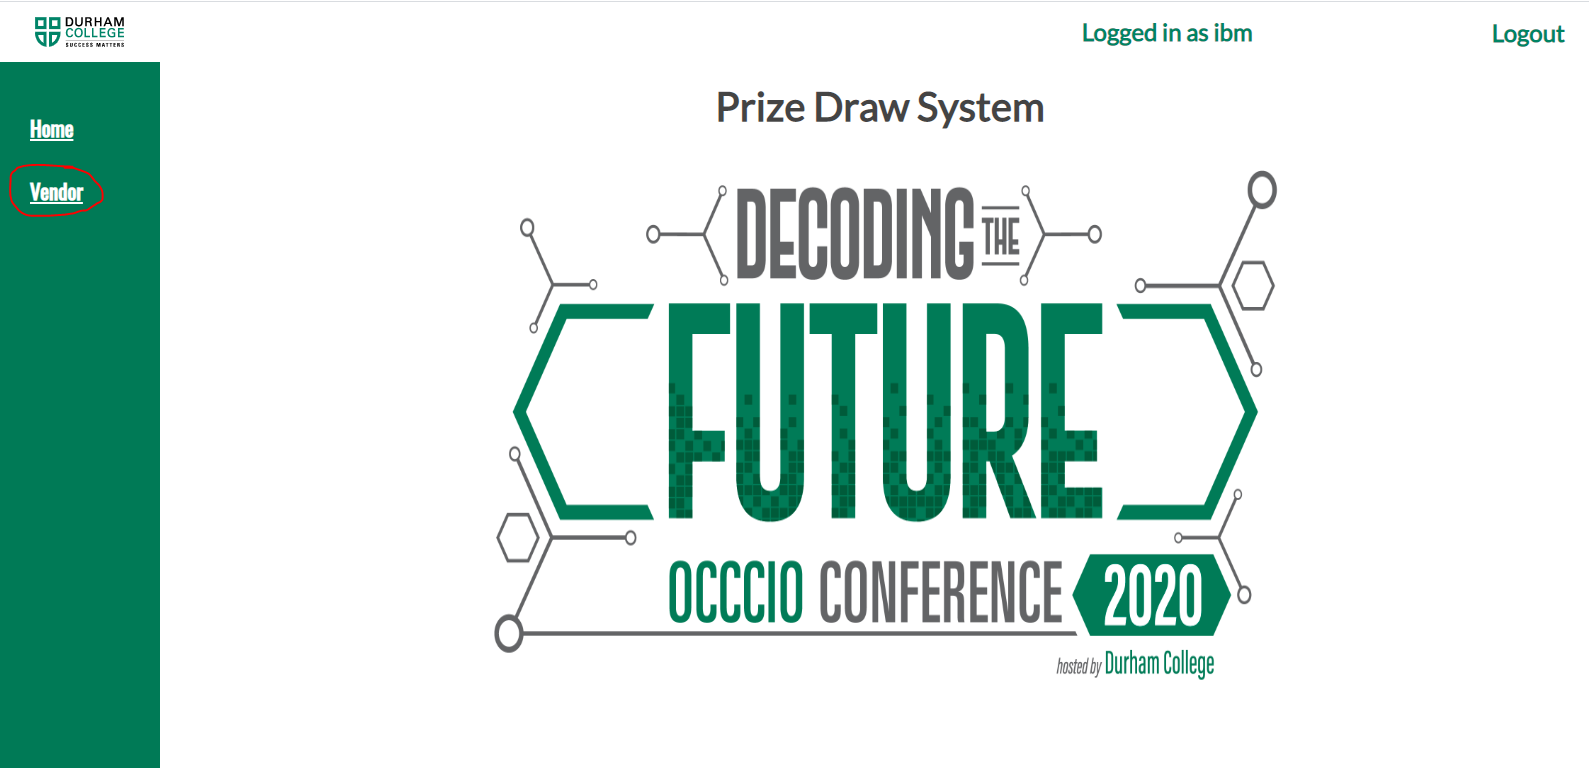 DURHAM
COLLEGE
SUCCESS MATTERS
Logged in as ibm
Logout
Home
Vendor
Prize Draw System
DECODING THE
FUTURE
OCCCIO CONFERENCE 2020
hosted by Durham College